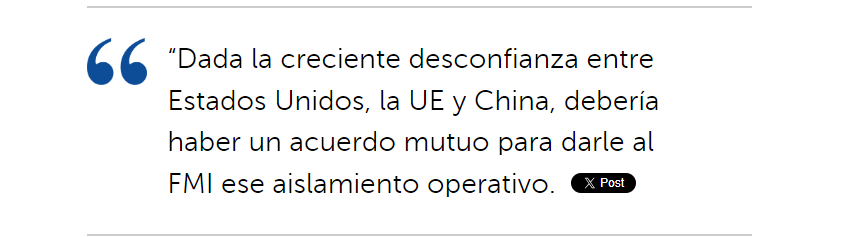 “Dada la creciente desconfianza entre
Estados Unidos, la UE y China, debería
haber un acuerdo mutuo para darle al
FMI ese aislamiento operativo. X Post